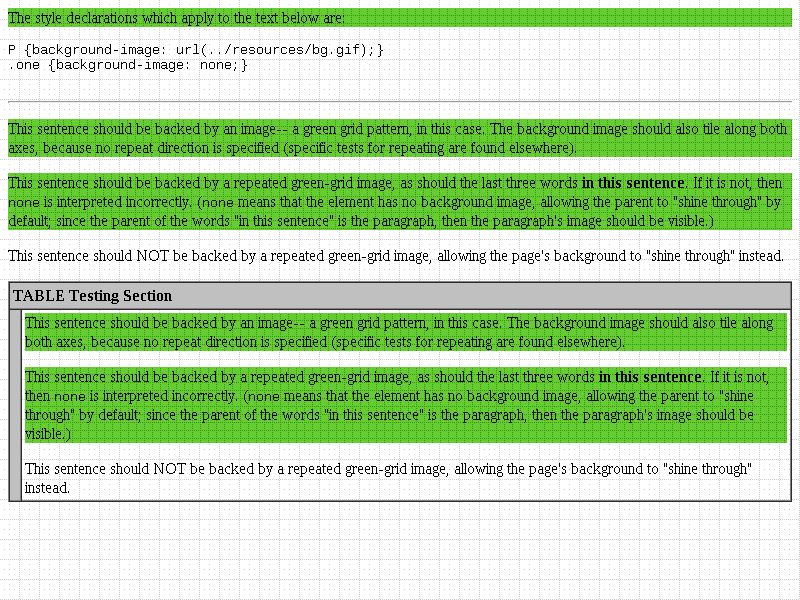 The style declarations which apply to the text below are:
P {background-image: url(../resources/bg.gif);}
.one {background-image: none;}
This sentence should be backed by an image-- a green grid pattern, in this case. The background image should also tile along both
axes, because no repeat direction is specified (specific tests for repeating are found elsewhere).
This sentence should be backed by a repeated green-grid image, as should the last three words in this sentence. If it is not, then
none is interpreted incorrectly. (none means that the element has no background image, allowing the parent to "shine through" by
default; since the parent of the words "in this sentence" is the paragraph, then the paragraph's image should be visible.)
This sentence should NOT be backed by a repeated green-grid image, allowing the page's background to "shine through" instead.
TABLE Testing Section
This sentence should be backed by an image-- a green grid pattern, in this case. The background image should also tile along
both axes, because no repeat direction is specified (specific tests for repeating are found elsewhere).
This sentence should be backed by a repeated green-grid image, as should the last three words in this sentence. If it is not,
then none is interpreted incorrectly. (none means that the element has no background image, allowing the parent to "shine
through" by default; since the parent of the words "in this sentence" is the paragraph, then the paragraph's image should be
visible.)
This sentence should NOT be backed by a repeated green-grid image, allowing the page's background to "shine through"
instead.